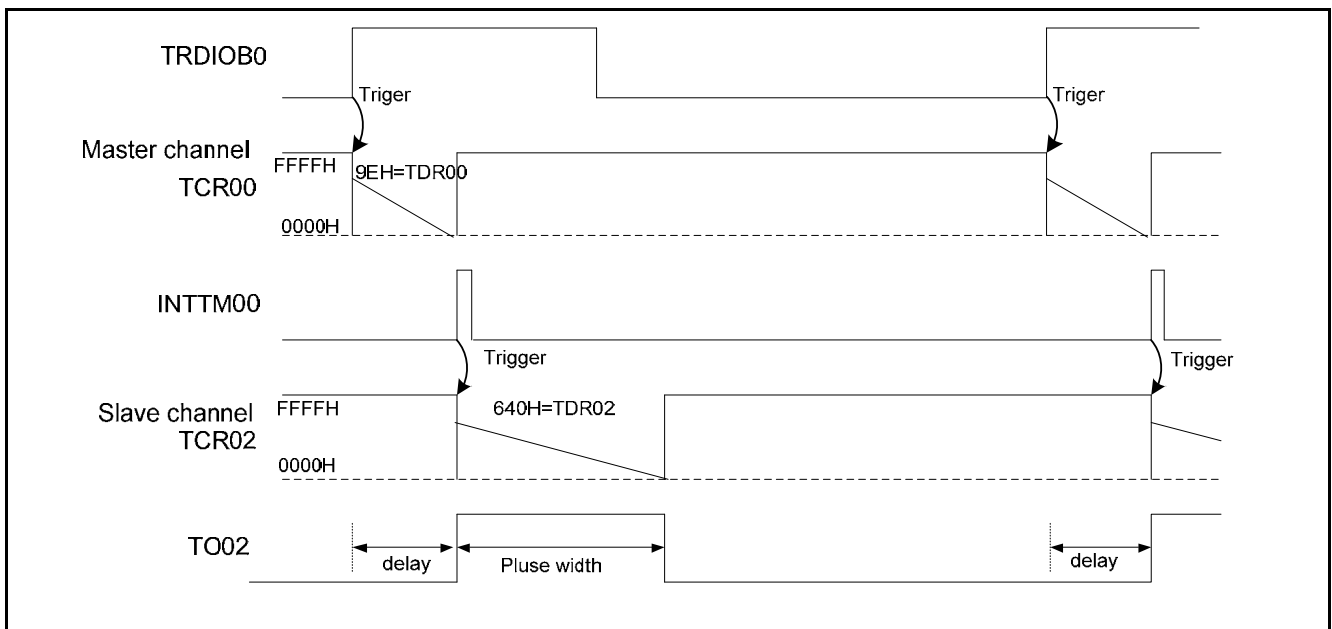 TRDIOB0
Triger
Triger
Master channel
TCR00
FFFFH
9EH=TDR00
0000H
INTTM00
Trigger
Trigger
Slave channel
TCR02
FFFFH
640H=TDR02
0000H
TO02
delay
Pluse width
delay